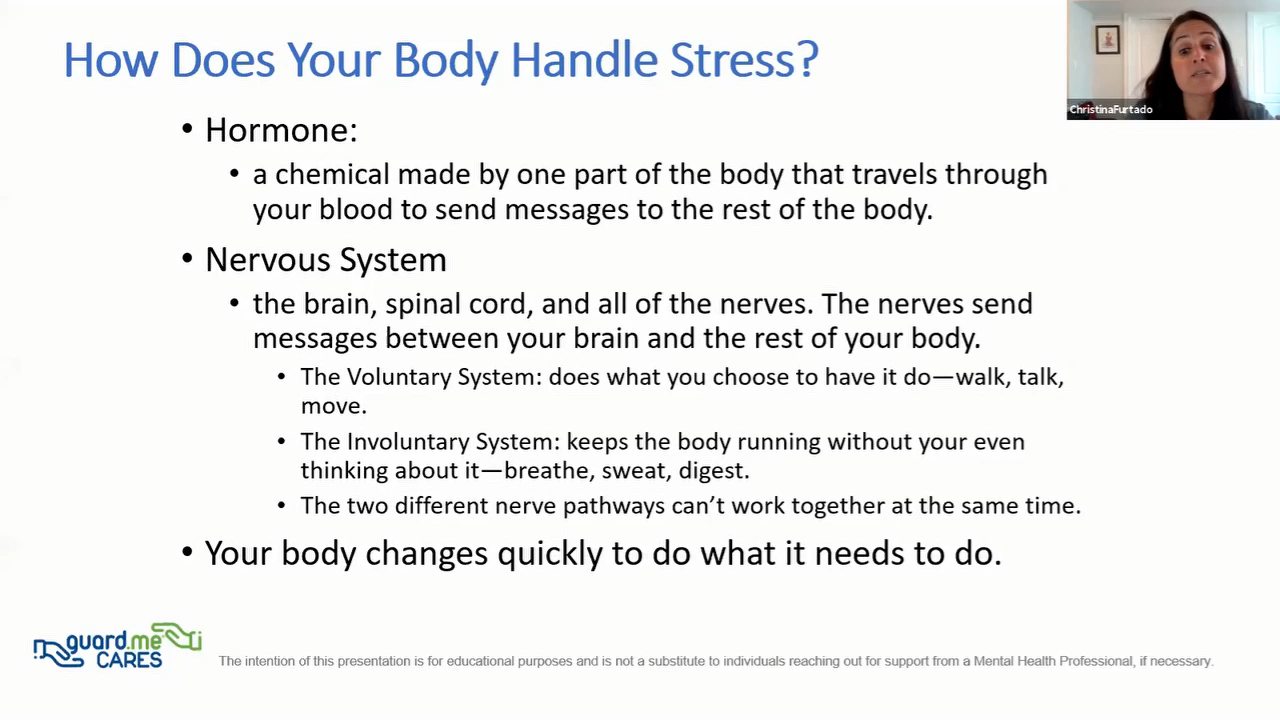 How Does Your Body Handle Stress?
ChristinaFurtado
• Hormone:
• a chemical made by one part of the body that travels through
your blood to send messages to the rest of the body.
• Nervous System
• the brain, spinal cord, and all of the nerves. The nerves send
messages between your brain and the rest of your body.
• The Voluntary System: does what you choose to have it do—walk, talk,
move.
• The Involuntary System: keeps the body running without your even
thinking about it—breathe, sweat, digest.
• The two different nerve pathways can’t work together at the same time.
• Your body changes quickly to do what it needs to do.
guard.me
CARES
The intention of this presentation is for educational purposes and is not a substitute to individuals reaching out for support from a Mental Health Professional, if necessary.